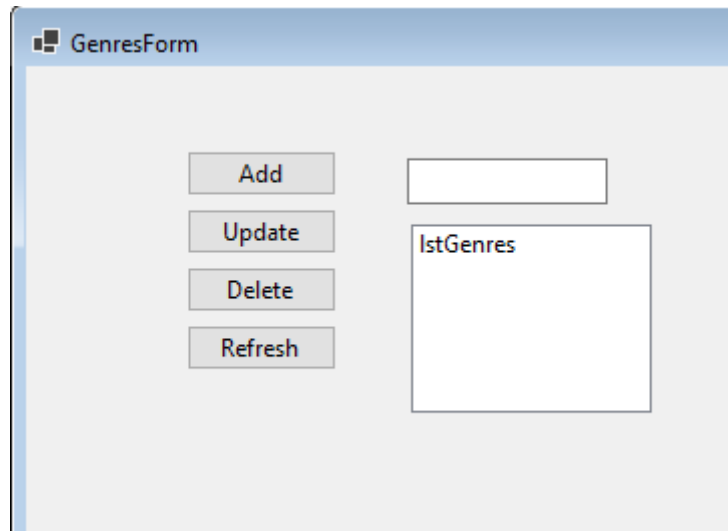 GenresForm
Add
Update
lstGenres
Delete
Refresh